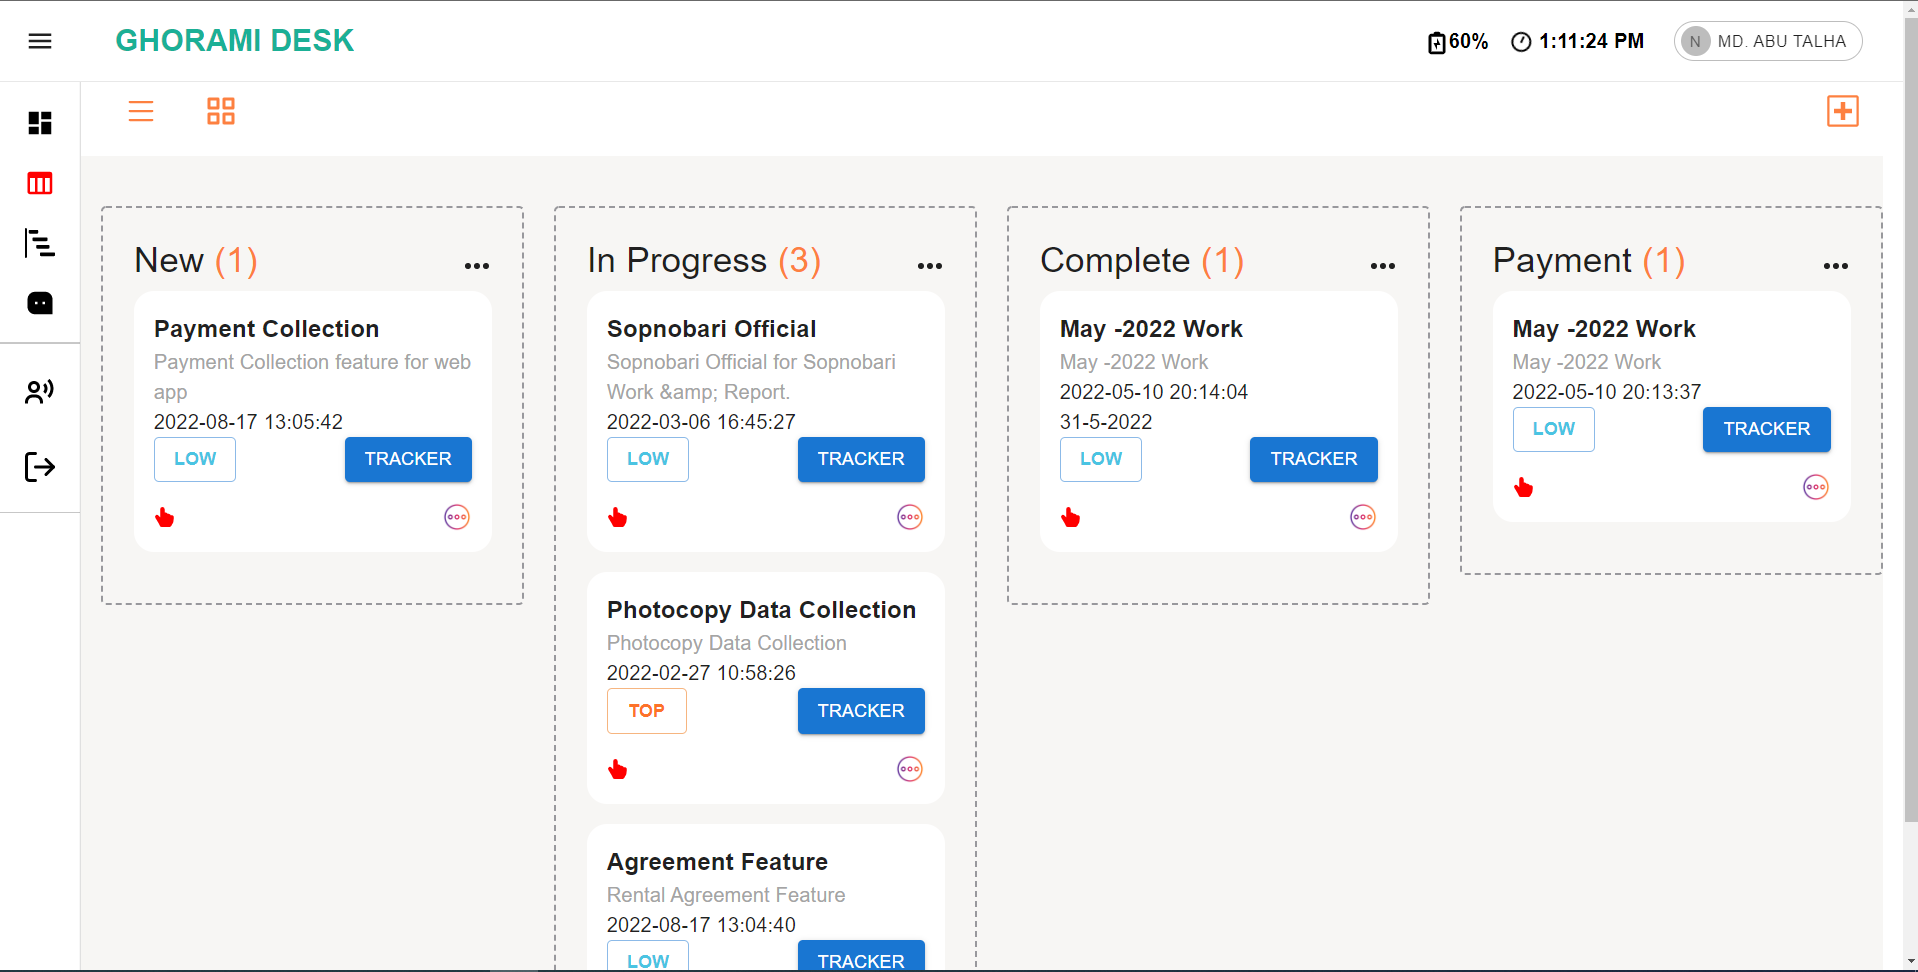 GHORAMI DESK
60%
1:11:24 PM
N
MD. ABU TALHA
New (1)
Payment Collection
Payment Collection feature for web
app
2022-08-17 13:05:42
LOW
TRACKER
In Progress (3)
Sopnobari Official
Sopnobari Official for Sopnobari
Work &amp; Report.
2022-03-06 16:45:27
LOW
TRACKER
Photocopy Data Collection
Photocopy Data Collection
2022-02-27 10:58:26
TOP
TRACKER
Agreement Feature
Rental Agreement Feature
2022-08-17 13:04:40
LOW
TRACKER
Complete (1)
May -2022 Work
May -2022 Work
2022-05-10 20:14:04
31-5-2022
LOW
TRACKER
Payment (1)
May -2022 Work
May -2022 Work
2022-05-10 20:13:37
LOW
TRACKER